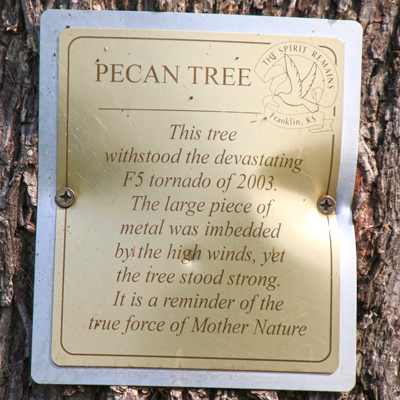 THE SPIRIT REMAINS
PECAN TREE
Franklin, KS
This tree
withstood the devastating
F5 tornado of 2003.
The large piece of
metal was imbedded
by the high winds, yet
the tree stood strong.
It is a reminder of the
true force of Mother Nature